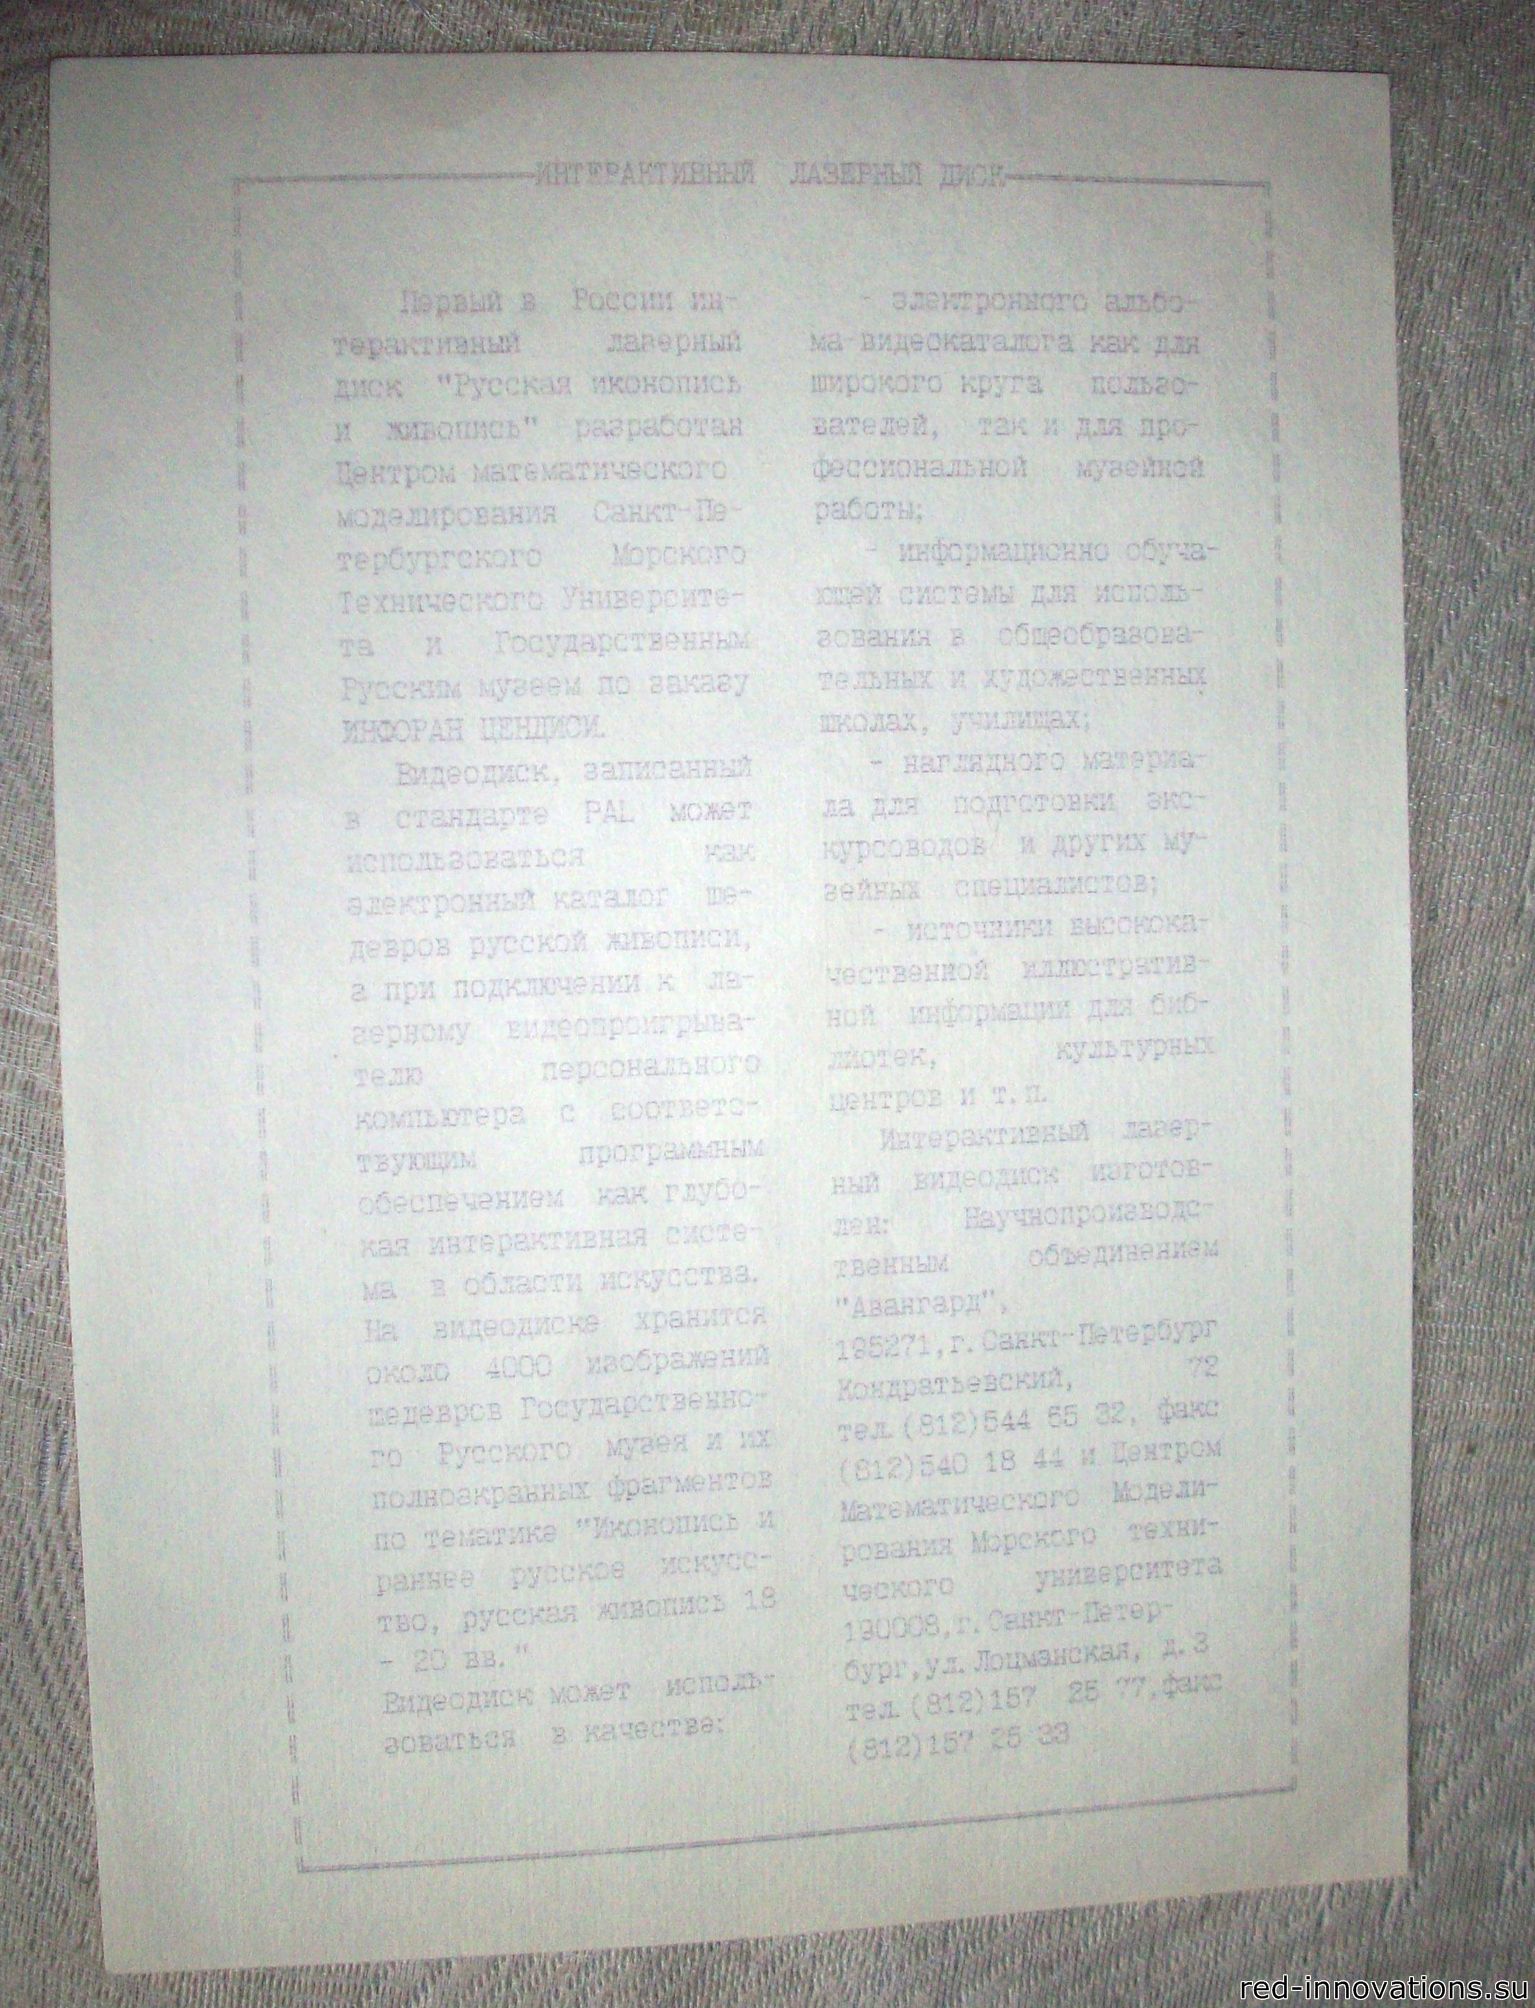 ИНТЕРАКТИВНЫЙ ЛАЗЕРНЫЙ ДИСК
Первый в России ин-
терактивный лазерный
диск "Русская иконопись
и живопись" разработан
Центром математического
моделирования Санкт-Пе-
тербургского Морского
Технического Университе-
та и Государственным
Русским музеем по заказу
ИНФОРАН ЦЕНДИСИ.
Видеодиск, записанный
в стандарте PAL может
использоваться как
электронный каталог ше-
девров русской живописи,
а при подключении к ла-
зерному видеопроигрыва-
телю персонального
компьютера с соответс-
твующим программным
обеспечением как глубо-
кая интерактивная систе-
ма в области искусства.
На видеодиске хранится
около 4000 изображений
шедевров Государственно-
го Русского музея и их
полноэкранных фрагментов
по тематике "Иконопись и
раннее русское искусс-
тво, русская живопись 18
- 20 вв."
Видеодиск может исполь-
зоваться в качестве:
- электронного альбо-
ма-видеокаталога как для
широкого круга пользо-
вателей, так и для про-
фессиональной музейной
работы;
- информационно обуча-
ющей системы для исполь-
зования в общеобразова-
тельных и художественных
школах, училищах;
- наглядного материа-
ла для подготовки экс-
курсоводов и других му-
зейных специалистов;
- источники высокока-
чественной иллюстратив-
ной информации для биб-
лиотек, культурных
центров и т.п.
Интерактивный лазер-
ный видеодиск изготов-
лен: Научнопроизводс-
твенным объединением
"Авангард",
195271,г.Санкт-Петербург
Кондратьевский, 72
тел.(812)544 65 32, факс
(812)540 18 44 и Центром
Математического Модели-
рования Морского техни-
ческого университета
190008,г.Санкт-Петер-
бург,ул.Лоцманская, д.3
тел.(812)157 25 77,факс
(812)157 25 33
red-innovations.su